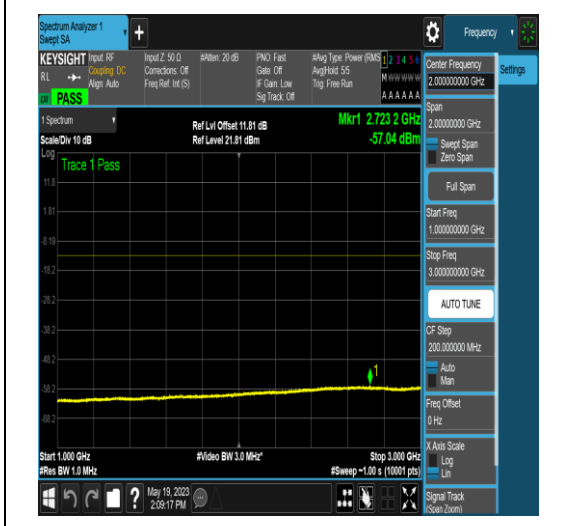 Spectrum Analyzer 1
Swept SA
+
Frequency
KEYSIGHT
RL
PASS
Input: RF
Coupling: DC
Align: Auto
Input Z: 50 Ω
Corrections: Off
Freq Ref: Int (S)
#Atten: 20 dB
PNO: Fast
Gate: Off
IF Gain: Low
Sig Track: Off
#Avg Type: Power (RMS
Avg|Hold: 5/5
Trig: Free Run
1 2 3 4 5 6
M w w w w w
A A A A A A
Settings
1 Spectrum
Scale/Div 10 dB
Ref Lvl Offset 11.81 dB
Ref Level 21.81 dBm
Mkr1 2.723 2 GHz
-57.04 dBm
Log
Trace 1 Pass
11.8
1.81
-8.19
-18.2
-28.2
-38.2
-48.2
-58.2
-68.2
1
Start 1.000 GHz
#Res BW 1.0 MHz
#Video BW 3.0 MHz*
Stop 3.000 GHz
#Sweep ~1.00 s (10001 pts)
May 19, 2023
2:09:17 PM
?
Center Frequency
2.000000000 GHz
Span
2.00000000 GHz
Swept Span
Zero Span
Full Span
Start Freq
1.000000000 GHz
Stop Freq
3.000000000 GHz
AUTO TUNE
CF Step
200.000000 MHz
Auto
Man
Freq Offset
0 Hz
X Axis Scale
Log
Lin
Signal Track
(Span Zoom)